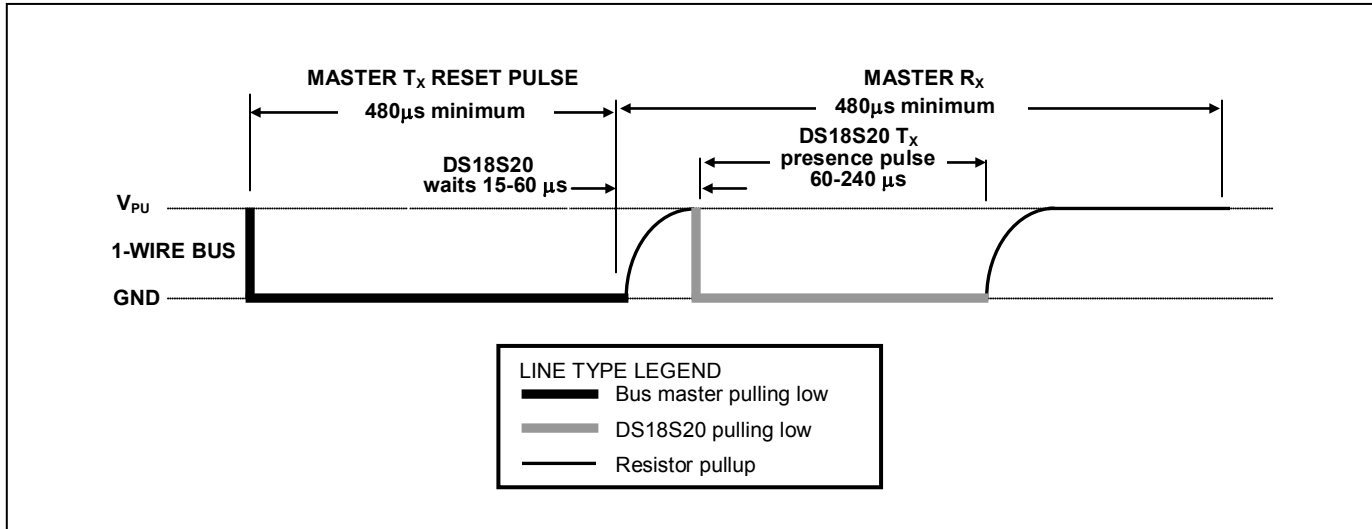 MASTER TX RESET PULSE
480μs minimum
MASTER RX
480μs minimum
DS18S20 TX
presence pulse
60-240 μs
DS18S20
waits 15-60 μs
VPU
1-WIRE BUS
GND
LINE TYPE LEGEND
Bus master pulling low
DS18S20 pulling low
Resistor pullup